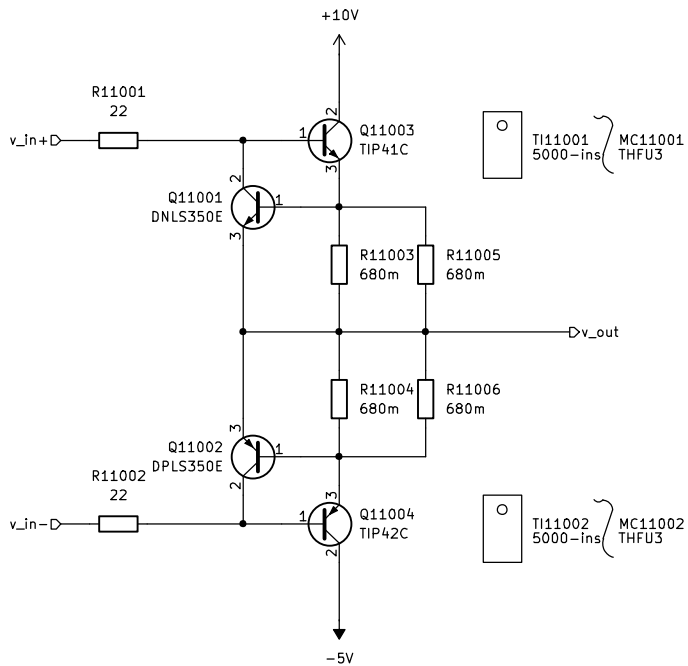 +10V
R11001
22
v_in+
1
2
3
Q11003
TIP41C
TI11001
5000-ins
MC11001
THFU3
2
Q11001
DNLS350E
1
3
R11003
680m
R11005
680m
v_out
R11004
680m
R11006
680m
3
Q11002
DPLS350E
1
2
R11002
22
v_in-
1
3
2
Q11004
TIP42C
TI11002
5000-ins
MC11002
THFU3
-5V